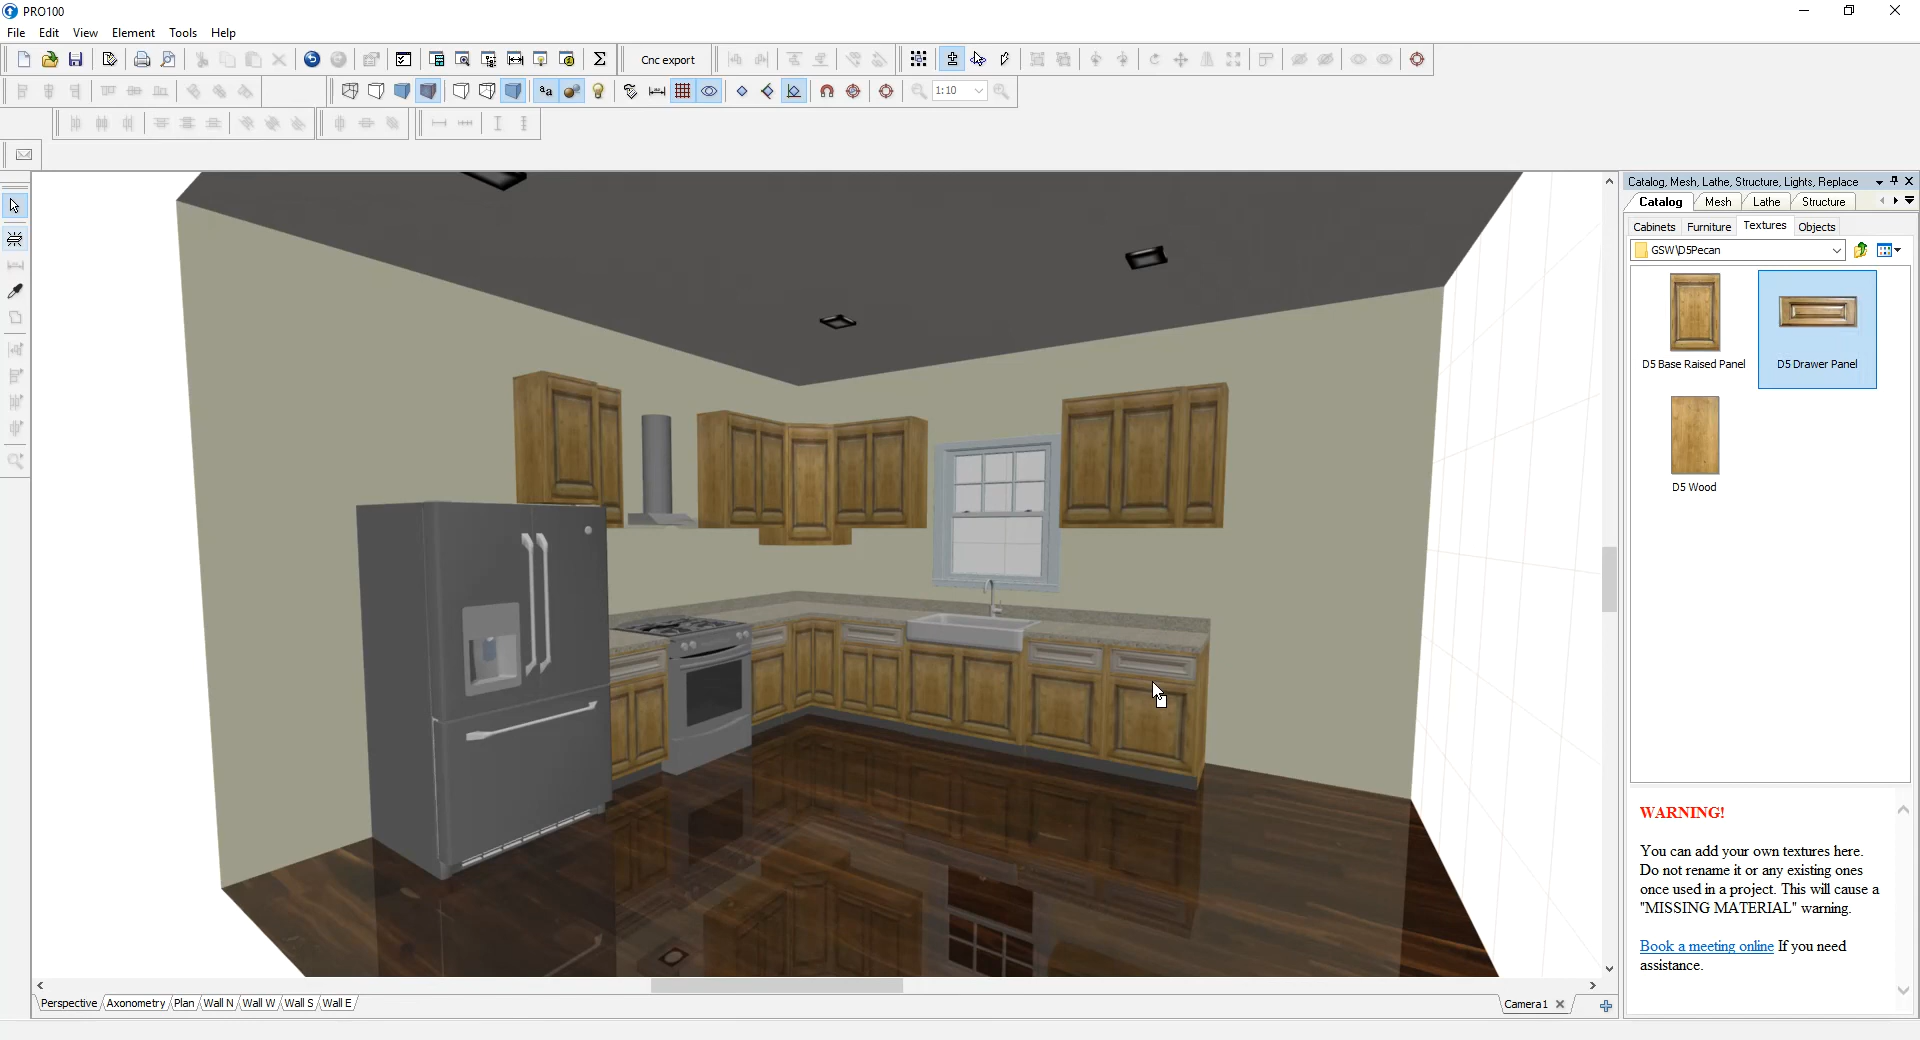 PRO100
File Edit View Element Tools Help
Cnc export
aa
1:10
Catalog, Mesh, Lathe, Structure, Lights, Replace
Catalog Mesh Lathe Structure
Cabinets Furniture Textures Objects
GSW\D5Pecan
D5 Base Raised Panel D5 Drawer Panel
D5 Wood
WARNING!
You can add your own textures here.
Do not rename it or any existing ones
once used in a project. This will cause a
"MISSING MATERIAL" warning.
Book a meeting online If you need
assistance.
Perspective Axonometry Plan Wall N Wall W Wall S Wall E
Camera1